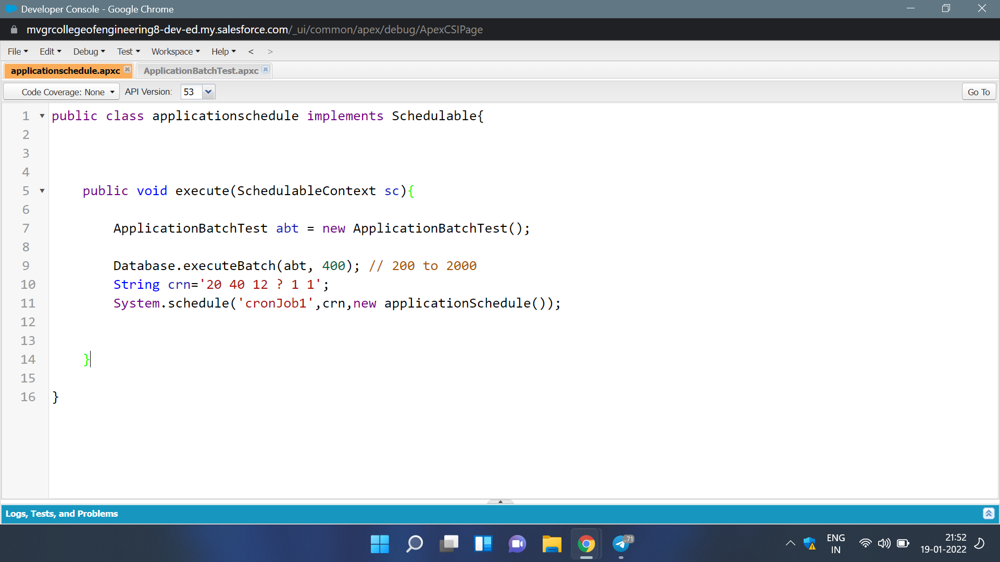 Developer Console - Google Chrome
mvgrcollegeofengineering8-dev-ed.my.salesforce.com/_ui/common/apex/debug/ApexCSIPage
File Edit Debug Test Workspace Help < >
applicationschedule.apxc ApplicationBatchTest.apxc
Code Coverage: None API Version: 53 Go To
1 public class applicationschedule implements Schedulable{
2
3
4
5 public void execute(SchedulableContext sc){
6
7 ApplicationBatchTest abt = new ApplicationBatchTest();
8
9 Database.executeBatch(abt, 400); // 200 to 2000
10 String crn='20 40 12 ? 1 1';
11 System.schedule('cronJob1',crn,new applicationSchedule());
12
13
14 }
15
16 }
Logs, Tests, and Problems
..71
ENG
IN
21:52
19-01-2022